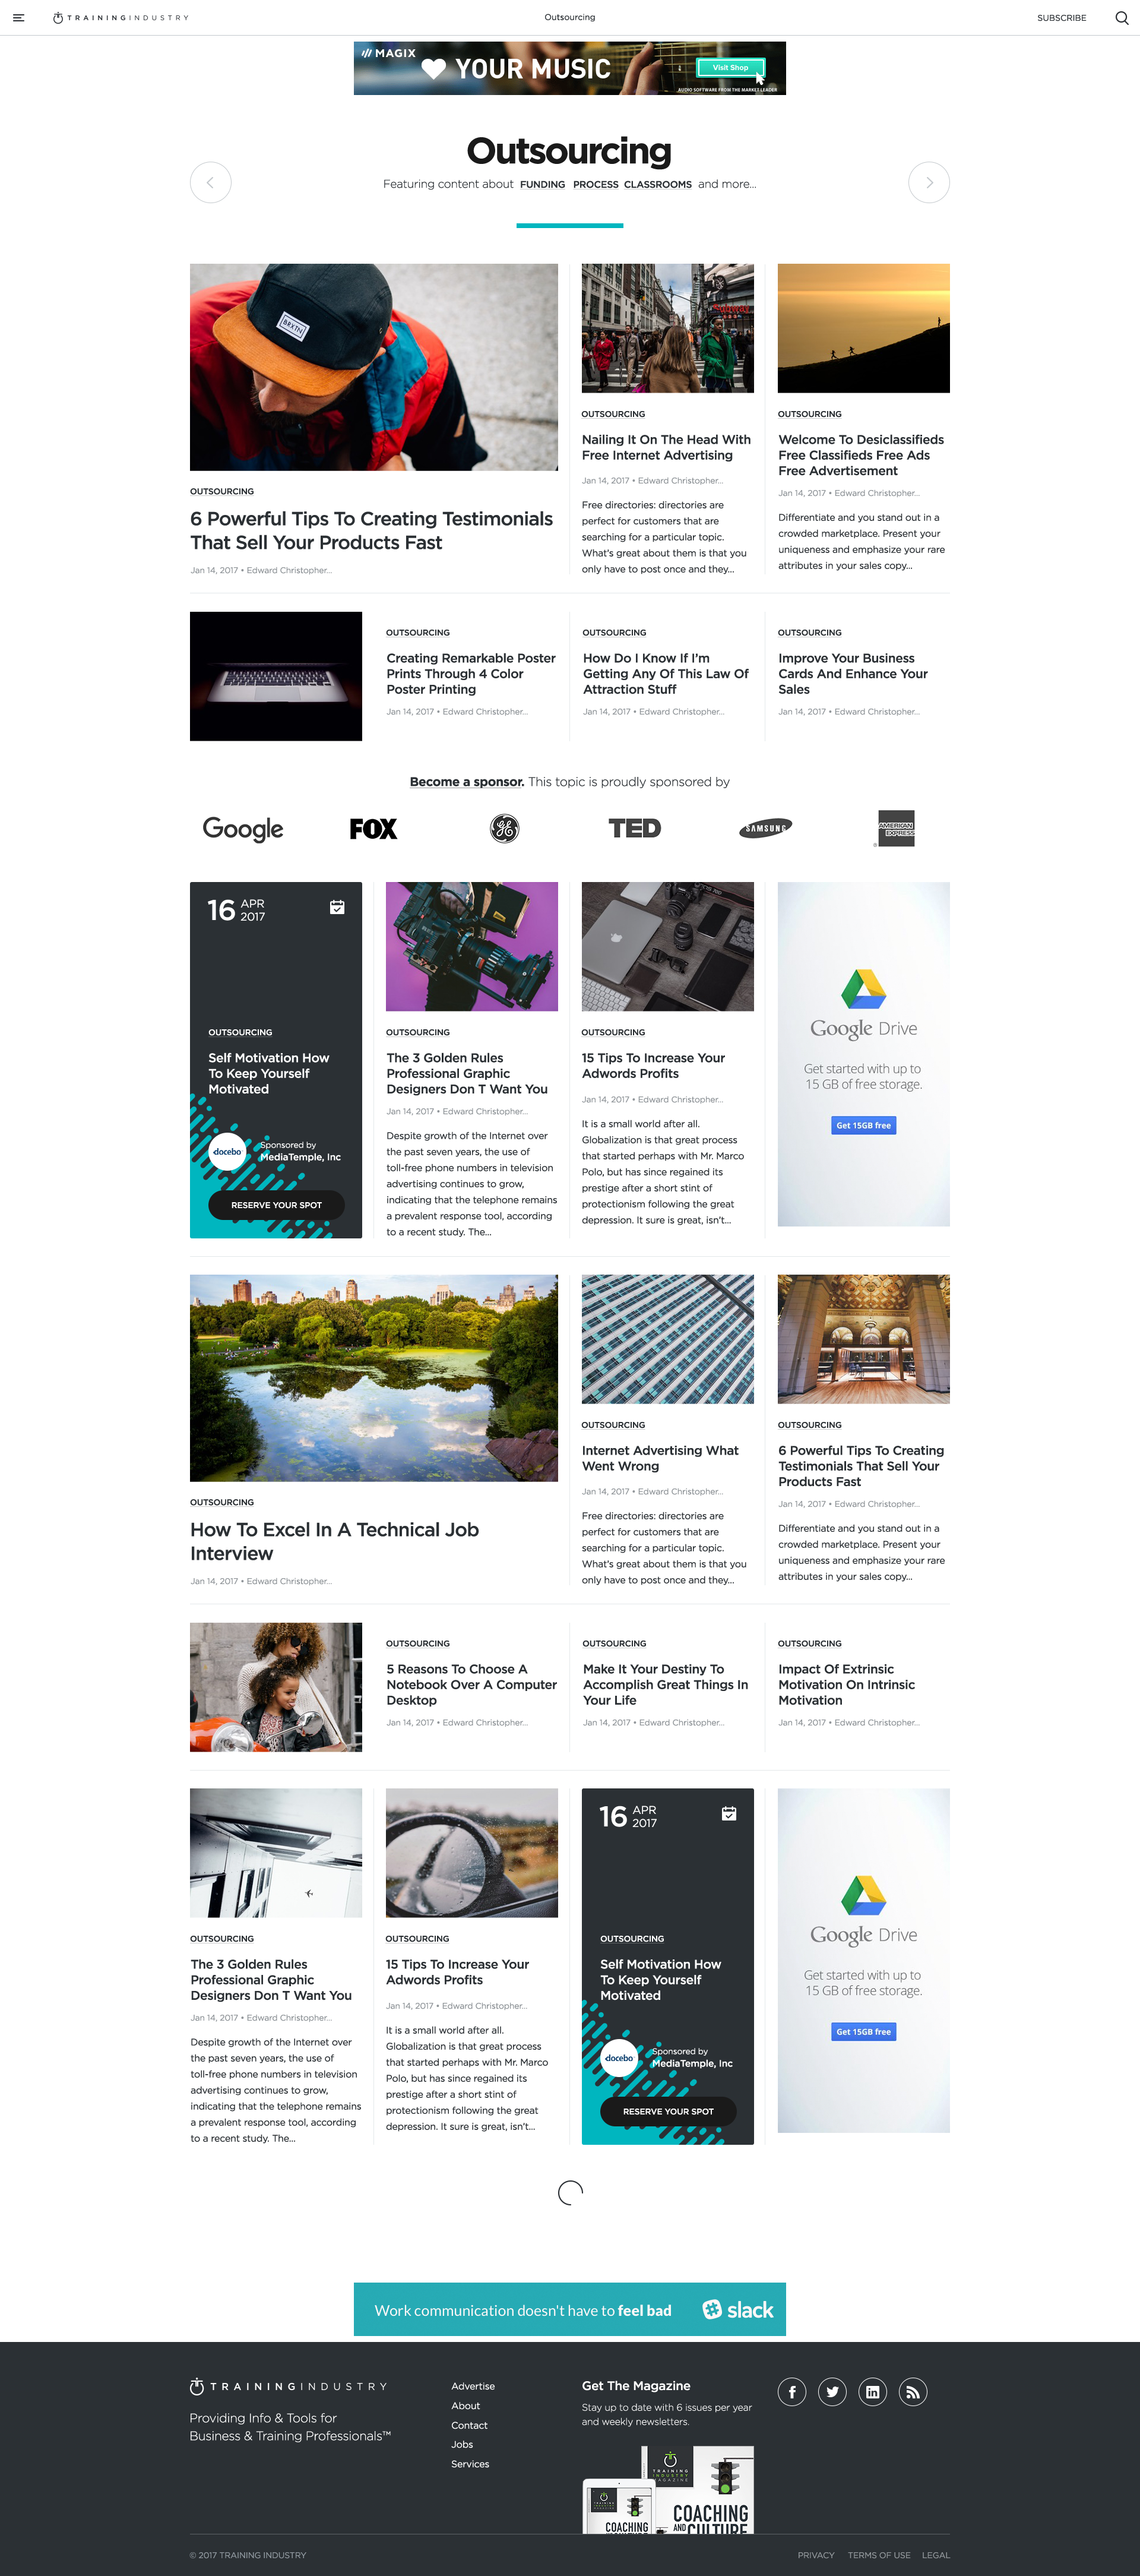 TRAININGINDUSTRY
Outsourcing
SUBSCRIBE
MAGIX
YOUR MUSIC
Visit Shop
AUDIO SOFTWARE FROM THE MARKET LEADER
Outsourcing
Featuring content about FUNDING PROCESS CLASSROOMS and more...
BRXTN
Subway
OUTSOURCING
6 Powerful Tips To Creating Testimonials
That Sell Your Products Fast
Jan 14, 2017 • Edward Christopher...
OUTSOURCING
Nailing It On The Head With
Free Internet Advertising
Jan 14, 2017 • Edward Christopher...
Free directories: directories are
perfect for customers that are
searching for a particular topic.
What's great about them is that you
only have to post once and they...
OUTSOURCING
Welcome To Desiclassifieds
Free Classifieds Free Ads
Free Advertisement
Jan 14, 2017 • Edward Christopher...
Differentiate and you stand out in a
crowded marketplace. Present your
uniqueness and emphasize your rare
attributes in your sales copy...
OUTSOURCING
Creating Remarkable Poster
Prints Through 4 Color
Poster Printing
Jan 14, 2017 • Edward Christopher...
OUTSOURCING
How Do I Know If I'm
Getting Any Of This Law Of
Attraction Stuff
Jan 14, 2017 • Edward Christopher...
OUTSOURCING
Improve Your Business
Cards And Enhance Your
Sales
Jan 14, 2017 • Edward Christopher...
Become a sponsor. This topic is proudly sponsored by
Google
FOX
GE
TED
SAMSUNG
AMERICAN
EXPRESS
®
16 APR
2017
OUTSOURCING
Self Motivation How
To Keep Yourself
Motivated
docebo
Sponsored by
MediaTemple, Inc
RESERVE YOUR SPOT
OUTSOURCING
The 3 Golden Rules
Professional Graphic
Designers Don T Want You
Jan 14, 2017 • Edward Christopher...
Despite growth of the Internet over
the past seven years, the use of
toll-free phone numbers in television
advertising continues to grow,
indicating that the telephone remains
a prevalent response tool, according
to a recent study. The...
OUTSOURCING
15 Tips To Increase Your
Adwords Profits
Jan 14, 2017 • Edward Christopher...
It is a small world after all.
Globalization is that great process
that started perhaps with Mr. Marco
Polo, but has since regained its
prestige after a short stint of
protectionism following the great
depression. It sure is great, isn't...
Google Drive
Get started with up to
15 GB of free storage.
Get 15GB free
OUTSOURCING
How To Excel In A Technical Job
Interview
Jan 14, 2017 • Edward Christopher...
OUTSOURCING
Internet Advertising What
Went Wrong
Jan 14, 2017 • Edward Christopher...
Free directories: directories are
perfect for customers that are
searching for a particular topic.
What's great about them is that you
only have to post once and they...
OUTSOURCING
6 Powerful Tips To Creating
Testimonials That Sell Your
Products Fast
Jan 14, 2017 • Edward Christopher...
Differentiate and you stand out in a
crowded marketplace. Present your
uniqueness and emphasize your rare
attributes in your sales copy...
OUTSOURCING
5 Reasons To Choose A
Notebook Over A Computer
Desktop
Jan 14, 2017 • Edward Christopher...
OUTSOURCING
Make It Your Destiny To
Accomplish Great Things In
Your Life
Jan 14, 2017 • Edward Christopher...
OUTSOURCING
Impact Of Extrinsic
Motivation On Intrinsic
Motivation
Jan 14, 2017 • Edward Christopher...
OUTSOURCING
The 3 Golden Rules
Professional Graphic
Designers Don T Want You
Jan 14, 2017 • Edward Christopher...
Despite growth of the Internet over
the past seven years, the use of
toll-free phone numbers in television
advertising continues to grow,
indicating that the telephone remains
a prevalent response tool, according
to a recent study. The...
OUTSOURCING
15 Tips To Increase Your
Adwords Profits
Jan 14, 2017 • Edward Christopher...
It is a small world after all.
Globalization is that great process
that started perhaps with Mr. Marco
Polo, but has since regained its
prestige after a short stint of
protectionism following the great
depression. It sure is great, isn't...
16 APR
2017
OUTSOURCING
Self Motivation How
To Keep Yourself
Motivated
docebo
Sponsored by
MediaTemple, Inc
RESERVE YOUR SPOT
Google Drive
Get started with up to
15 GB of free storage.
Get 15GB free
Work communication doesn't have to feel bad
slack
TRAININGINDUSTRY
Providing Info & Tools for
Business & Training Professionals™
Advertise
About
Contact
Jobs
Services
Get The Magazine
Stay up to date with 6 issues per year
and weekly newsletters.
TRAINING
INDUSTRY
MAGAZINE
COACHING
AND CULTURE
COACHING
© 2017 TRAINING INDUSTRY
PRIVACY
TERMS OF USE
LEGAL